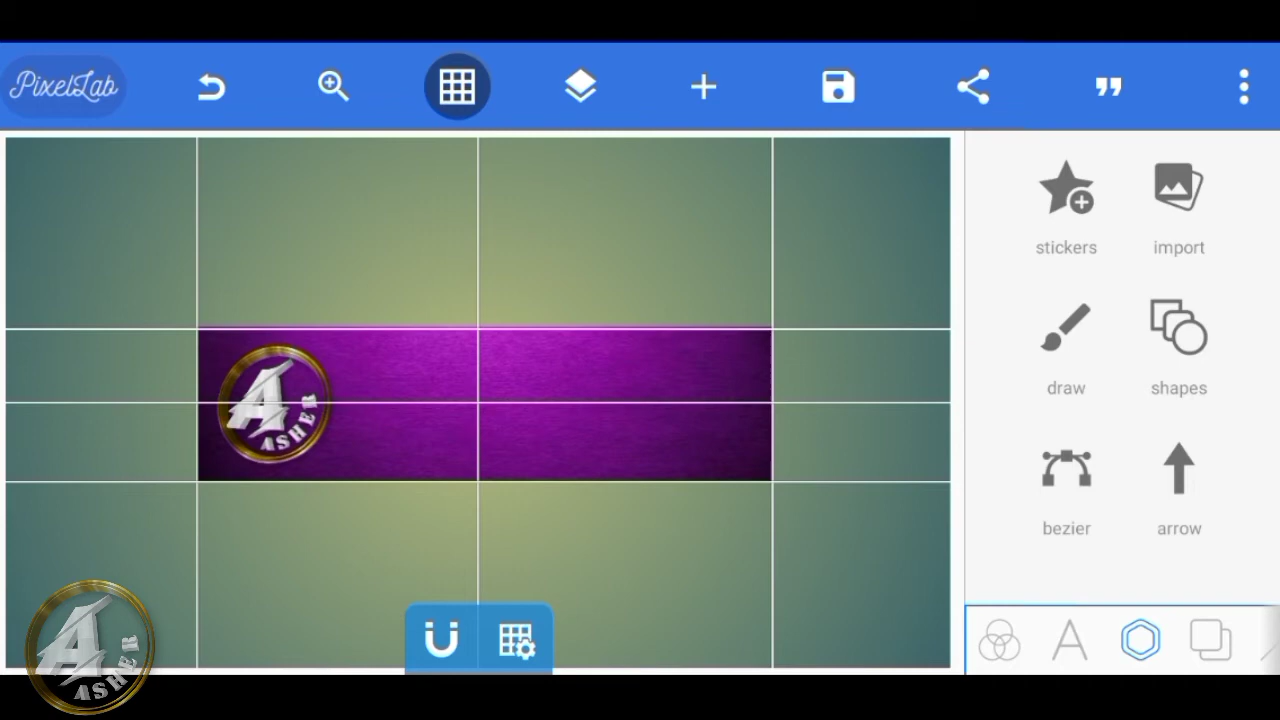 PixelLab
stickers
import
draw
shapes
bezier
arrow
A
ASHER
A
ASHER